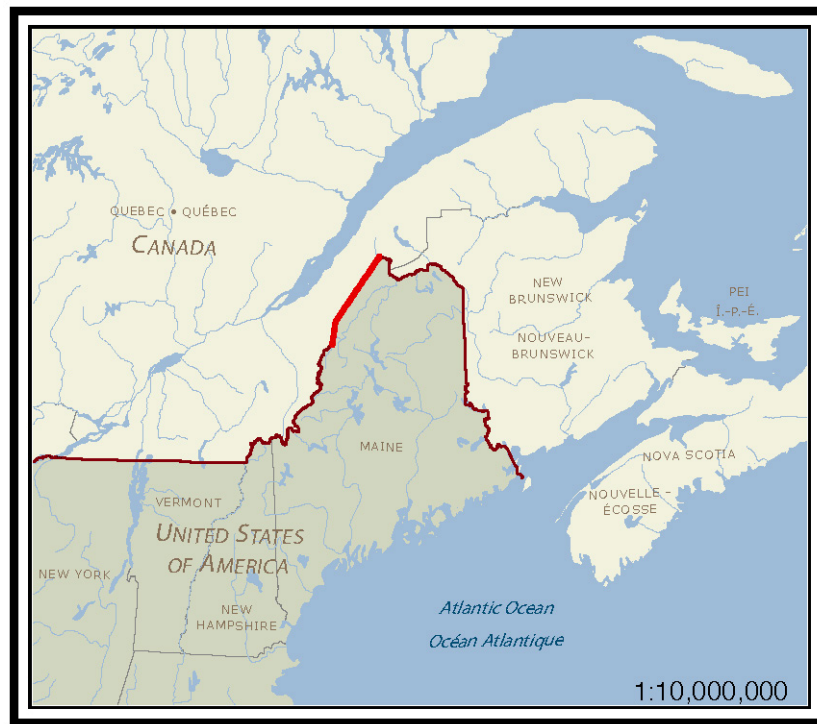 QUEBEC • QUÉBEC
CANADA
NEW
BRUNSWICK
NOUVEAU-
BRUNSWICK
PEI
Î.-P.-É.
MAINE
NOVA SCOTIA
NOUVELLE -
ÉCOSSE
VERMONT
UNITED STATES
OF AMERICA
NEW YORK
NEW
HAMPSHIRE
Atlantic Ocean
Océan Atlantique
1:10,000,000